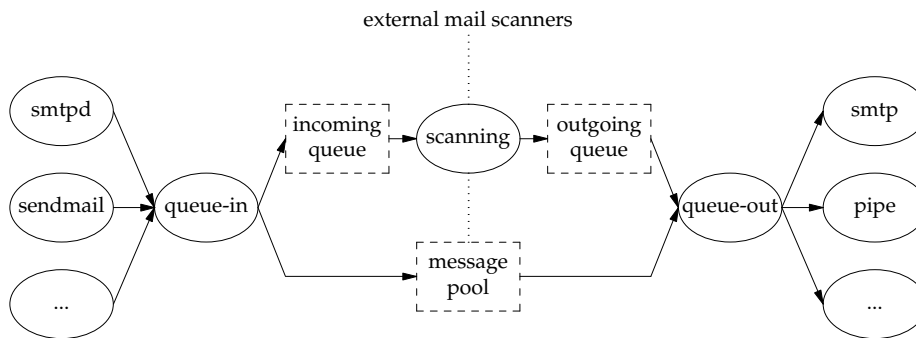 external mail scanners
smtpd
incoming
queue
scanning
outgoing
queue
smtp
sendmail
queue-in
queue-out
pipe
message
pool
...
...